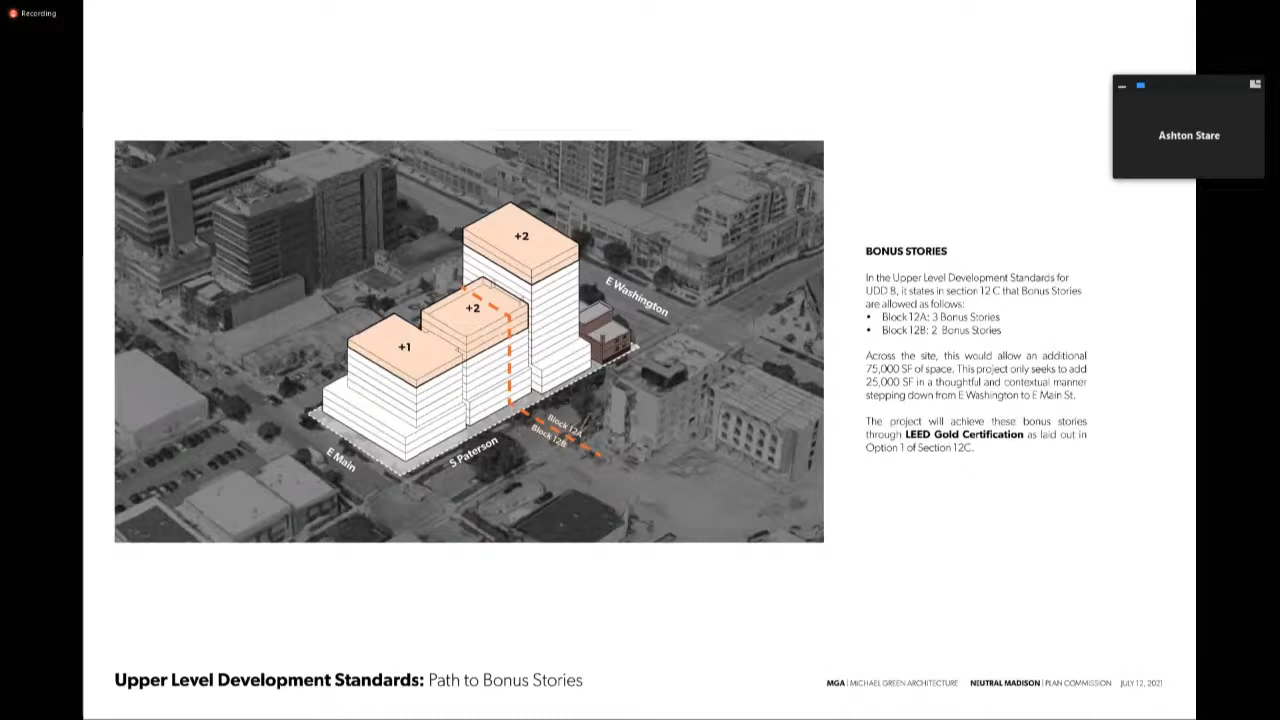 Recording
Ashton Stare
+2
+2
+1
E Washington
Block 12A
Block 12B
S Paterson
E Main
BONUS STORIES
In the Upper Level Development Standards for
UDD 8, it states in section 12 C that Bonus Stories
are allowed as follows:
• Block 12A: 3 Bonus Stories
• Block 12B: 2 Bonus Stories
Across the site, this would allow an additional
75,000 SF of space. This project only seeks to add
25,000 SF in a thoughtful and contextual manner
stepping down from E Washington to E Main St.
The project will achieve these bonus stories
through LEED Gold Certification as laid out in
Option 1 of Section 12C.
Upper Level Development Standards: Path to Bonus Stories
MGA | MICHAEL GREEN ARCHITECTURE NEUTRAL MADISON | PLAN COMMISSION JULY 12, 2021